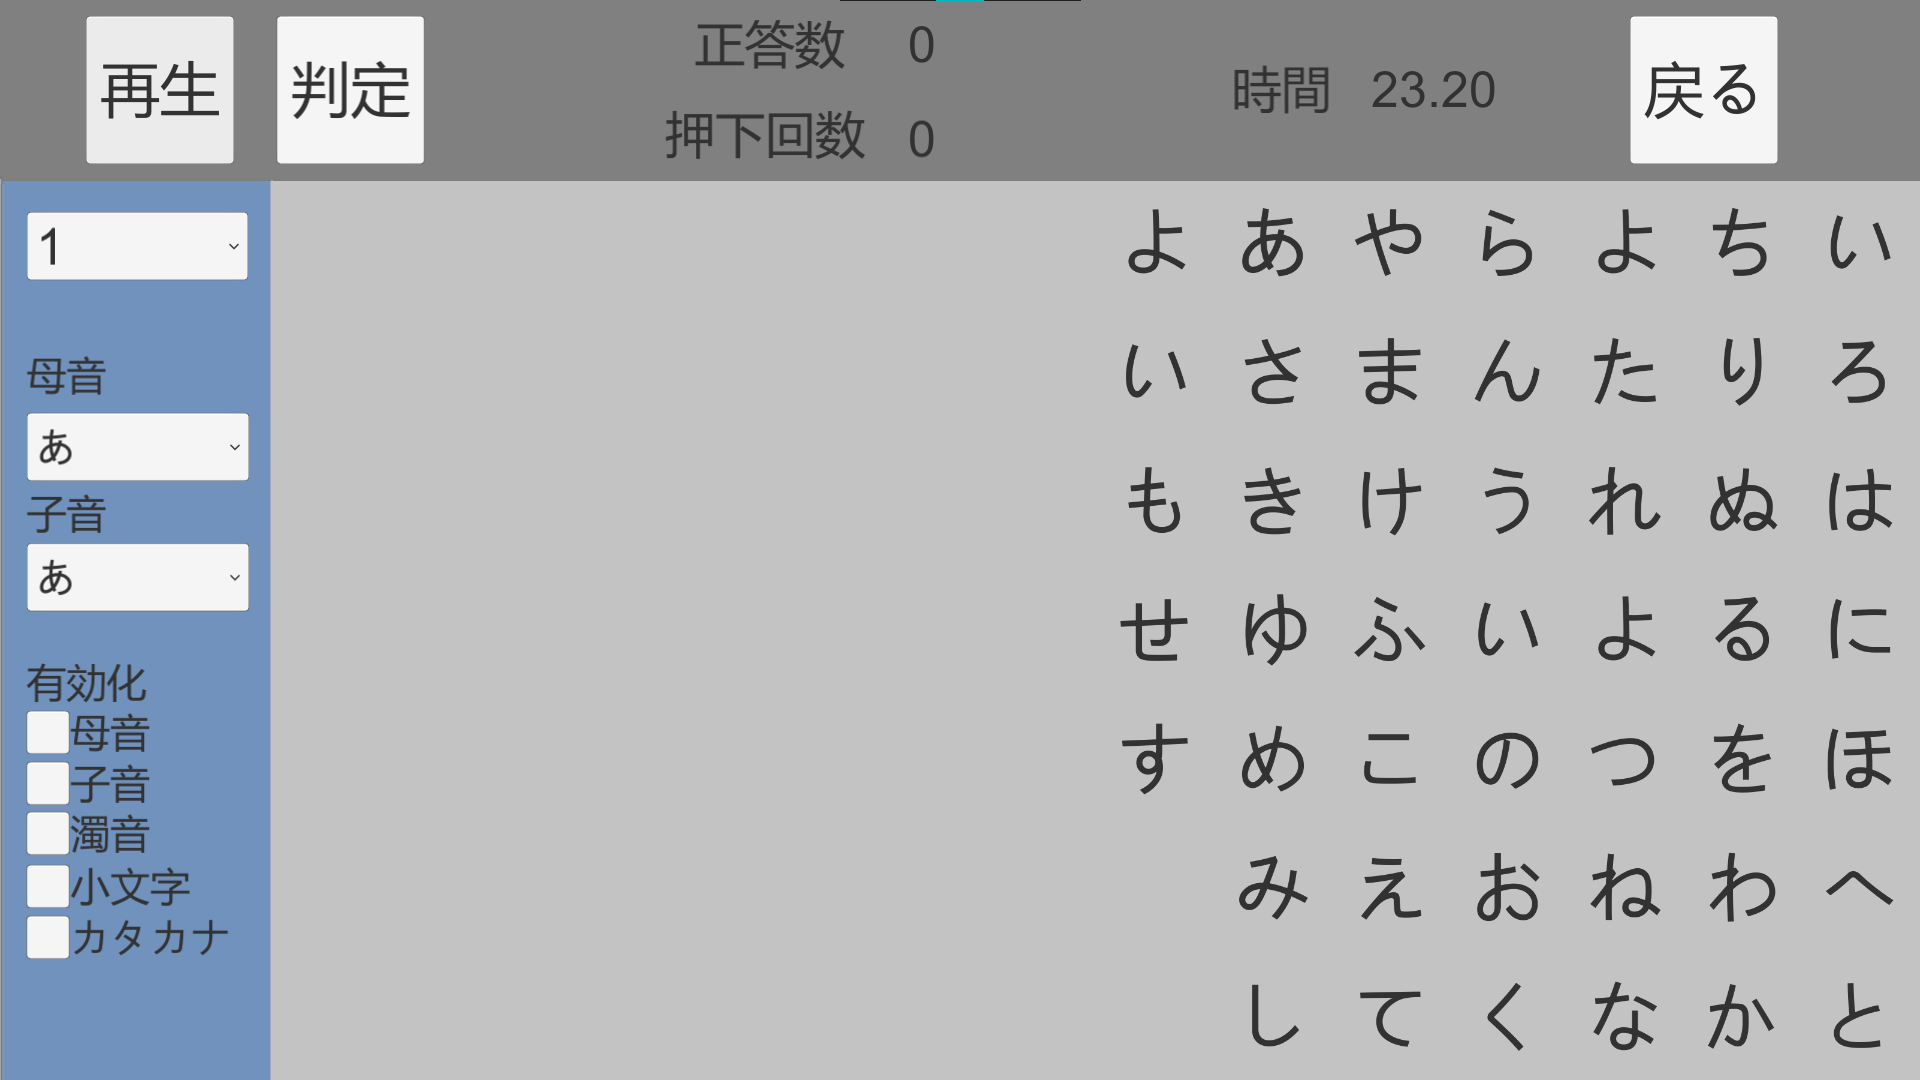 再生
判定
正答数 0
押下回数 0
時間 23.20
戻る
1
母音
あ
子音
あ
有効化
母音
子音
濁音
小文字
カタカナ
いろはにほへと
ちりぬるをわか
よたれよつねな
らんういのおく
やまけふこえて
あさきゆめみし
よいもせす